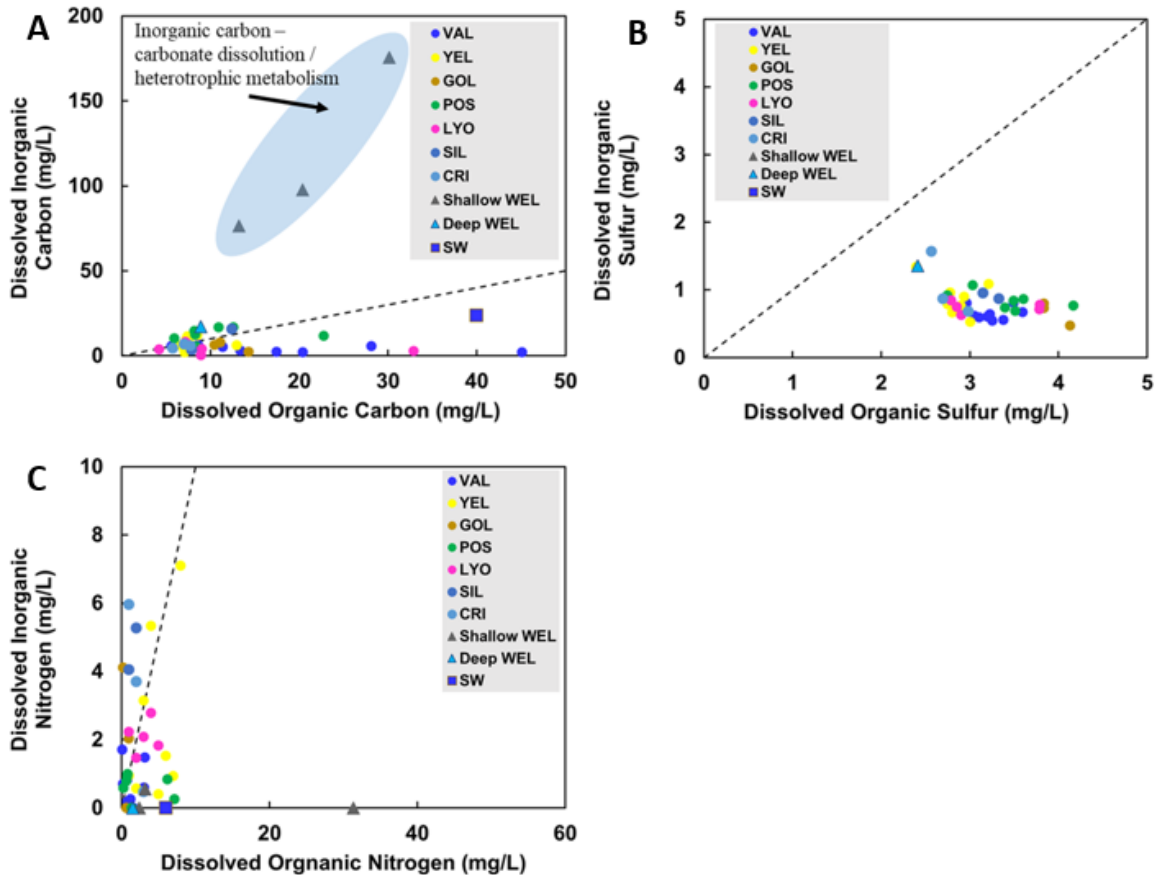 A
200
150
100
50
0
0 10 20 30 40 50
Dissolved Inorganic
Carbon (mg/L)
Dissolved Organic Carbon (mg/L)
Inorganic carbon –
carbonate dissolution /
heterotrophic metabolism
VAL
YEL
GOL
POS
LYO
SIL
CRI
Shallow WEL
Deep WEL
SW
B
5
4
3
2
1
0
0 1 2 3 4 5
Dissolved Inorganic
Sulfur (mg/L)
Dissolved Organic Sulfur (mg/L)
VAL
YEL
GOL
POS
LYO
SIL
CRI
Shallow WEL
Deep WEL
SW
C
10
8
6
4
2
0
0 20 40 60
Dissolved Inorganic
Nitrogen (mg/L)
Dissolved Orgnanic Nitrogen (mg/L)
VAL
YEL
GOL
POS
LYO
SIL
CRI
Shallow WEL
Deep WEL
SW